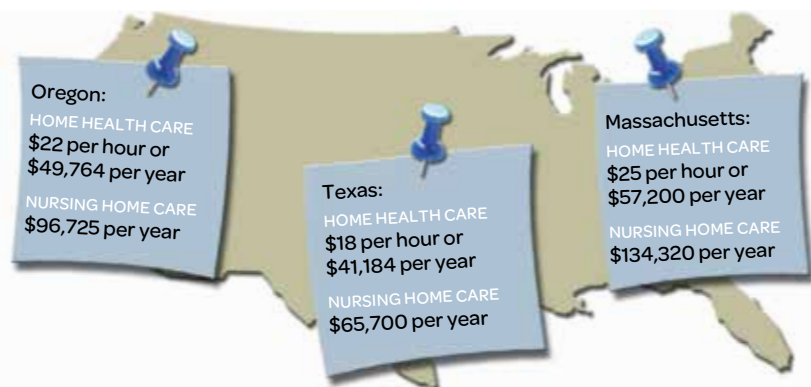 Oregon:
HOME HEALTH CARE
$22 per hour or
$49,764 per year
NURSING HOME CARE
$96,725 per year
Texas:
HOME HEALTH CARE
$18 per hour or
$41,184 per year
NURSING HOME CARE
$65,700 per year
Massachusetts:
HOME HEALTH CARE
$25 per hour or
$57,200 per year
NURSING HOME CARE
$134,320 per year